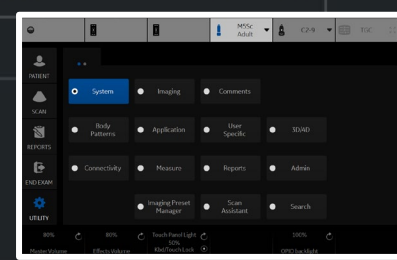 M5Sc
Adult
C2-9
TGC
PATIENT
System
Imaging
Comments
SCAN
Body
Patterns
Application
User
Specific
3D/4D
REPORTS
Connectivity
Measure
Reports
Admin
END EXAM
Imaging Preset
Manager
Scan
Assistant
Search
UTILITY
80%
80%
Touch Panel Light
50%
100%
Master Volume
Effects Volume
Kbd/Touch Lock
OPIO backlight